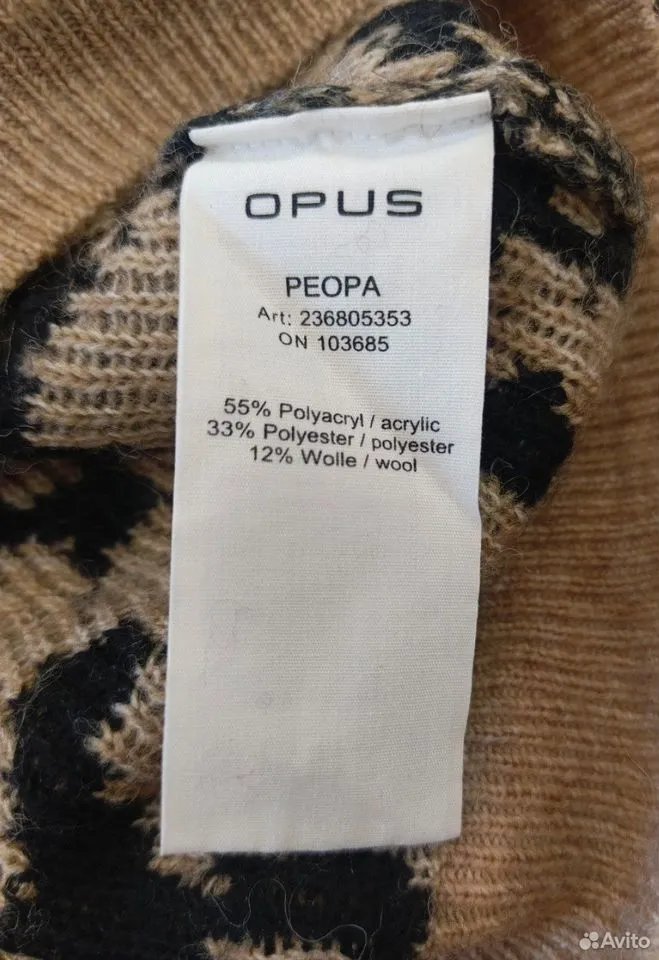 OPUS
PEOPA
Art: 236805353
ON 103685
55% Polyacryl / acrylic
33% Polyester / polyester
12% Wolle / wool
Avito